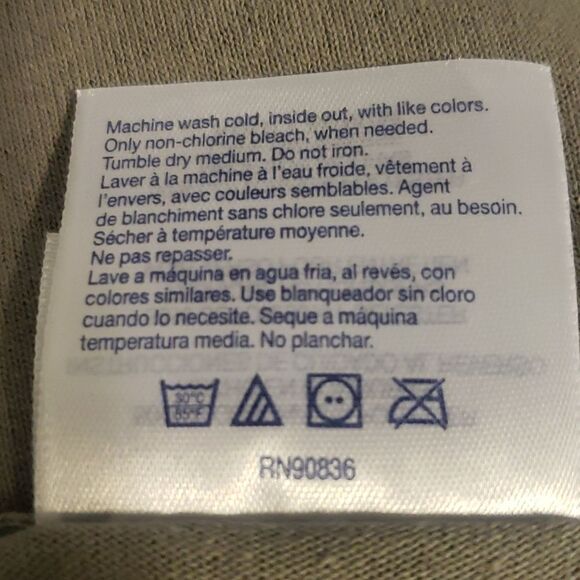 Machine wash cold, inside out, with like colors.
Only non-chlorine bleach, when needed.
Tumble dry medium. Do not iron.
Laver à la machine à l'eau froide, vêtement à
l'envers, avec couleurs semblables. Agent
de blanchiment sans chlore seulement, au besoin.
Sécher à température moyenne.
Ne pas repasser.
Lave a máquina en agua fria, al revés, con
colores similares. Use blanqueador sin cloro
cuando lo necesite. Seque a máquina
temperatura media. No planchar.
30°C
85°F
RN90836